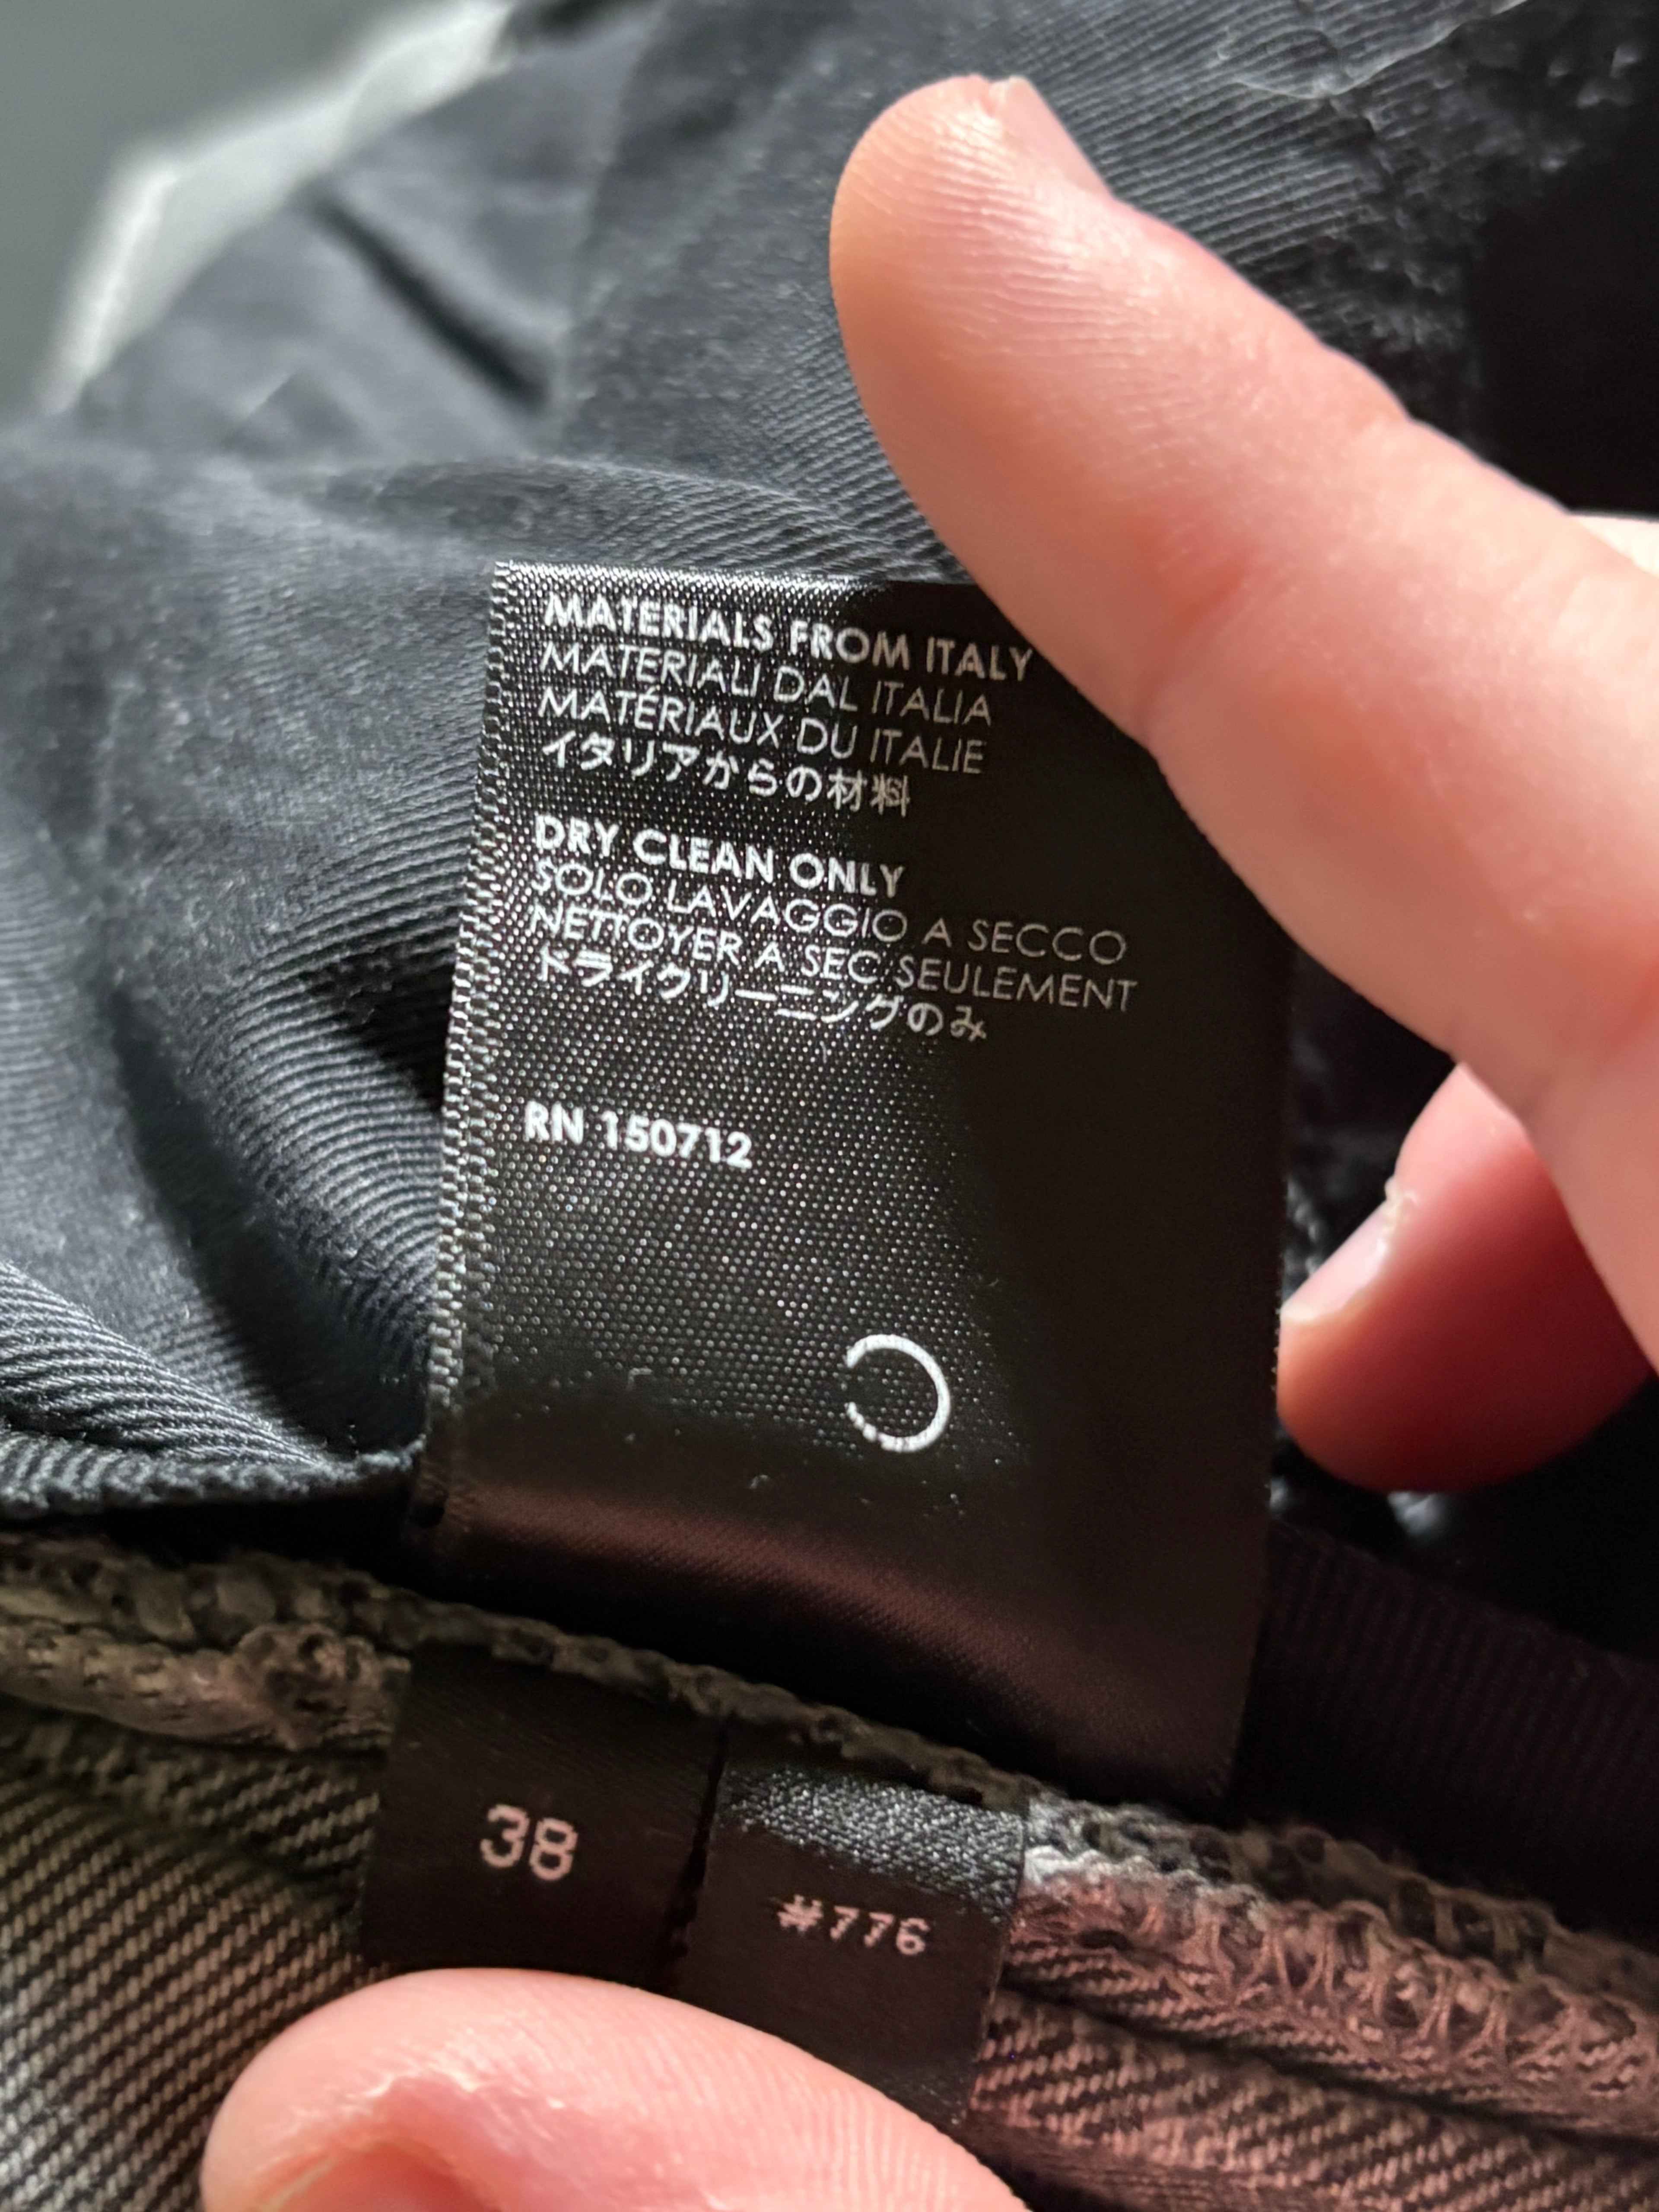 MATERIALS FROM ITALY
MATERIALI DAL ITALIA
MATÉRIAUX DU ITALIE
イタリアからの材料
DRY CLEAN ONLY
SOLO LAVAGGIO A SECCO
NETTOYER A SEC SEULEMENT
ドライクリーニングのみ
RN 150712
38
#776